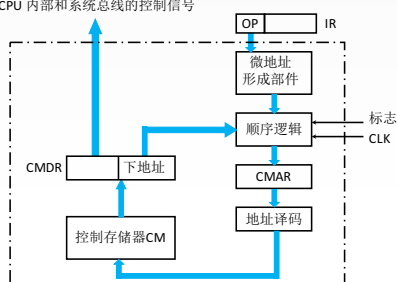 CPU 内部和系统总线的控制信号
OP
IR
微地址
形成部件
顺序逻辑
标志
CLK
CMDR
下地址
CMAR
地址译码
控制存储器CM